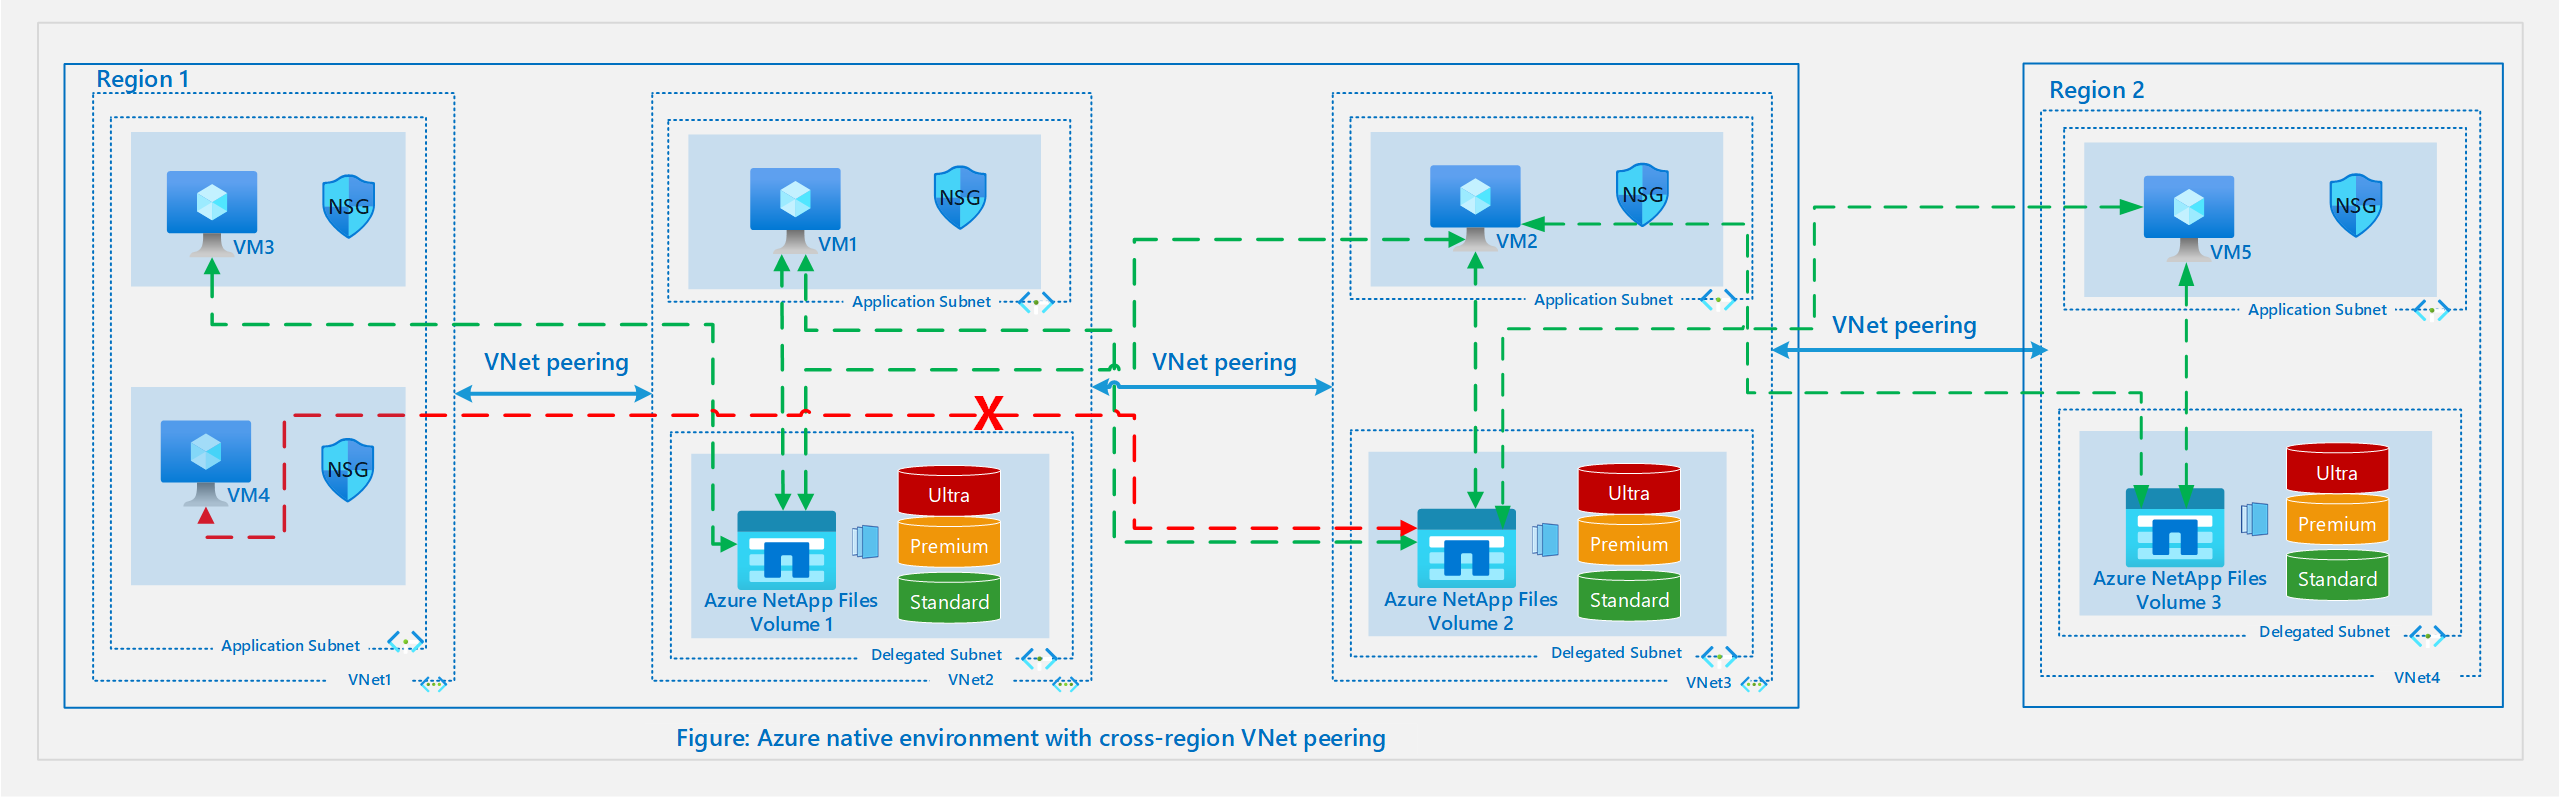 Region 1
VM3
NSG
VM4
NSG
Application Subnet
VNet1
VNet peering
VM1
NSG
Application Subnet
X
Ultra
Premium
Standard
Azure NetApp Files
Volume 1
Delegated Subnet
VNet2
VNet peering
VM2
NSG
Application Subnet
Ultra
Premium
Standard
Azure NetApp Files
Volume 2
Delegated Subnet
VNet3
VNet peering
Region 2
VM5
NSG
Application Subnet
Ultra
Premium
Standard
Azure NetApp Files
Volume 3
Delegated Subnet
VNet4
Figure: Azure native environment with cross-region VNet peering